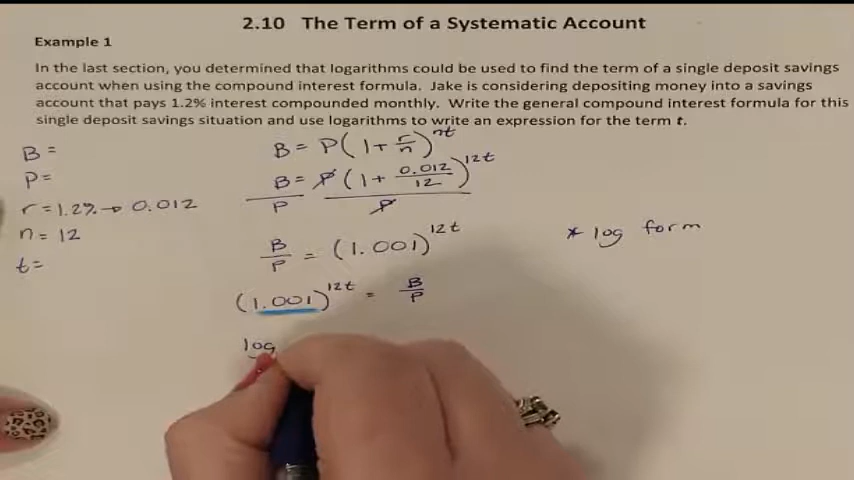 2.10 The Term of a Systematic Account
Example 1
In the last section, you determined that logarithms could be used to find the term of a single deposit savings
account when using the compound interest formula. Jake is considering depositing money into a savings
account that pays 1.2% interest compounded monthly. Write the general compound interest formula for this
single deposit savings situation and use logarithms to write an expression for the term t.
B =
P =
r = 1.2% → 0.012
n = 12
t =
B = P(1 + r/n)^nt
B/P = P(1 + 0.012/12)^12t/P
B/P = (1.001)^12t
(1.001)^12t = B/P
log
* log form